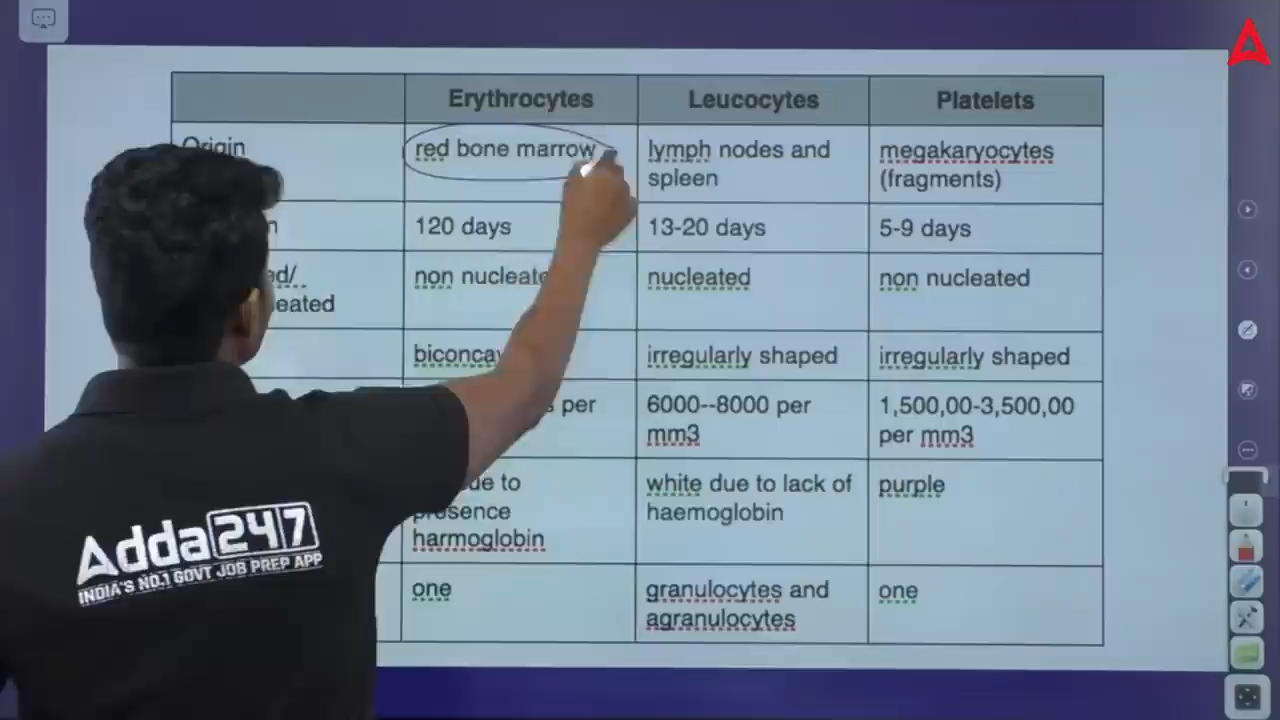 Erythrocytes Leucocytes Platelets
Origin red bone marrow lymph nodes and spleen megakaryocytes (fragments)
120 days 13-20 days 5-9 days
non nucleated nucleated non nucleated
irregularly shaped irregularly shaped
per 6000--8000 per mm3 1,500,00-3,500,00 per mm3
due to presence harmoglobin white due to lack of haemoglobin purple
one granulocytes and agranulocytes one
Adda247
INDIA'S NO.1 GOVT JOB PREP APP